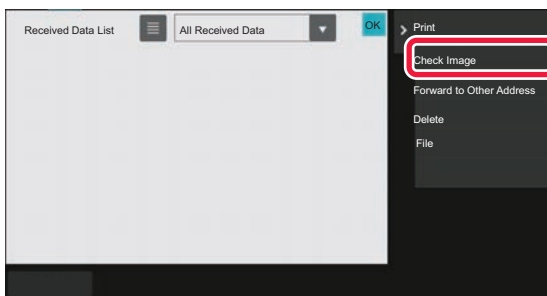 Received Data List
All Received Data
OK
Print
Check Image
Forward to Other Address
Delete
File